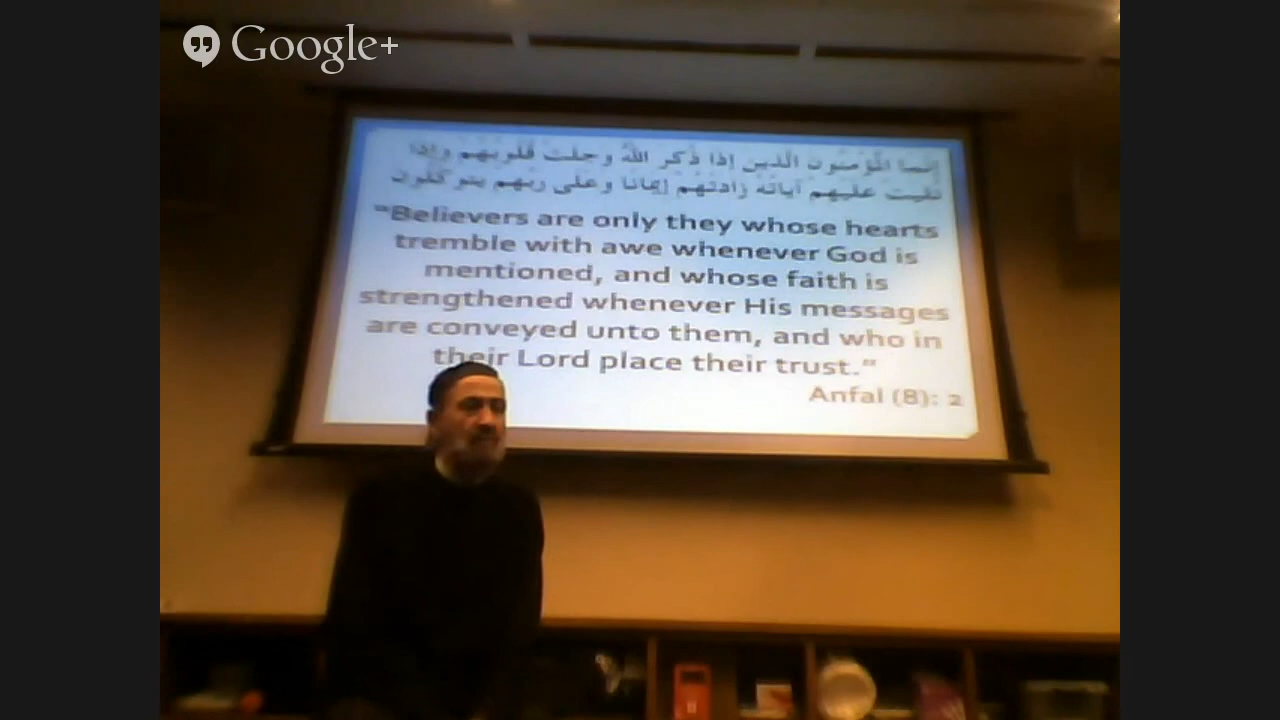 Google+
إنما المؤمنون الذين إذا ذكر الله وجلت قلوبهم وإذا
تليت عليهم آياته زادتهم إيمانا وعلى ربهم يتوكلون
"Believers are only they whose hearts
tremble with awe whenever God is
mentioned, and whose faith is
strengthened whenever His messages
are conveyed unto them, and who in
their Lord place their trust."
Anfal (8): 2